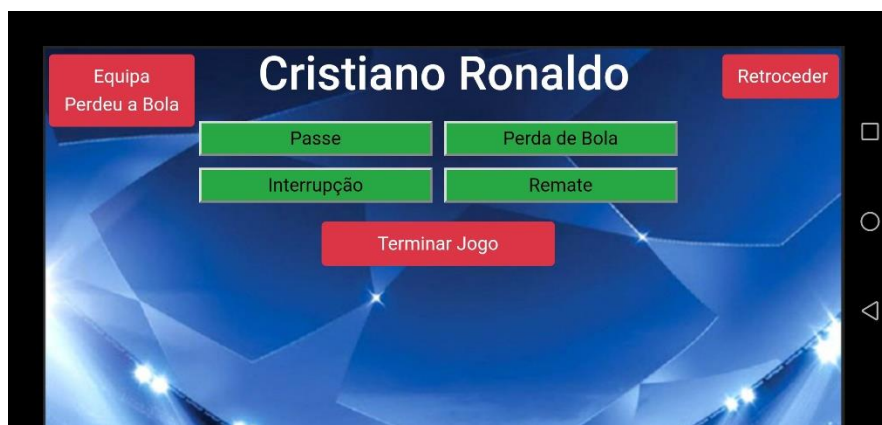 Equipa
Perdeu a Bola
Cristiano Ronaldo
Retroceder
Passe
Perda de Bola
Interrupção
Remate
Terminar Jogo